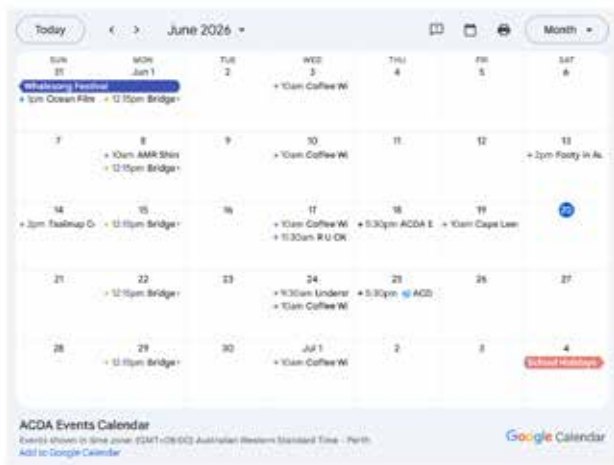 Today June 2026 Month
SUN MON TUE WED THU FRI SAT
31 Jun 1 2 3 4 5 6
Whalesong Festival
1pm Ocean Film 12:15pm Bridge 10am Coffee Wi
7 8 9 10 11 12 13
10am AMR Shire 10am Coffee Wi 2pm Footy in Au
12:15pm Bridge
14 15 16 17 18 19 20
2pm 12:15pm Bridge 10am Coffee Wi 5:30pm ACDA E 10am Cape Leen
11:30am R U OK
21 22 23 24 25 26 27
12:15pm Bridge 9:30am 5:30pm
10am Coffee Wi
28 29 30 Jul 1 2 3 4
12:15pm Bridge 10am Coffee Wi School Holidays
ACDA Events Calendar
Events shown in time zone: (GMT+08:00) Australian Western Standard Time - Perth
Google Calendar
Add to Google Calendar